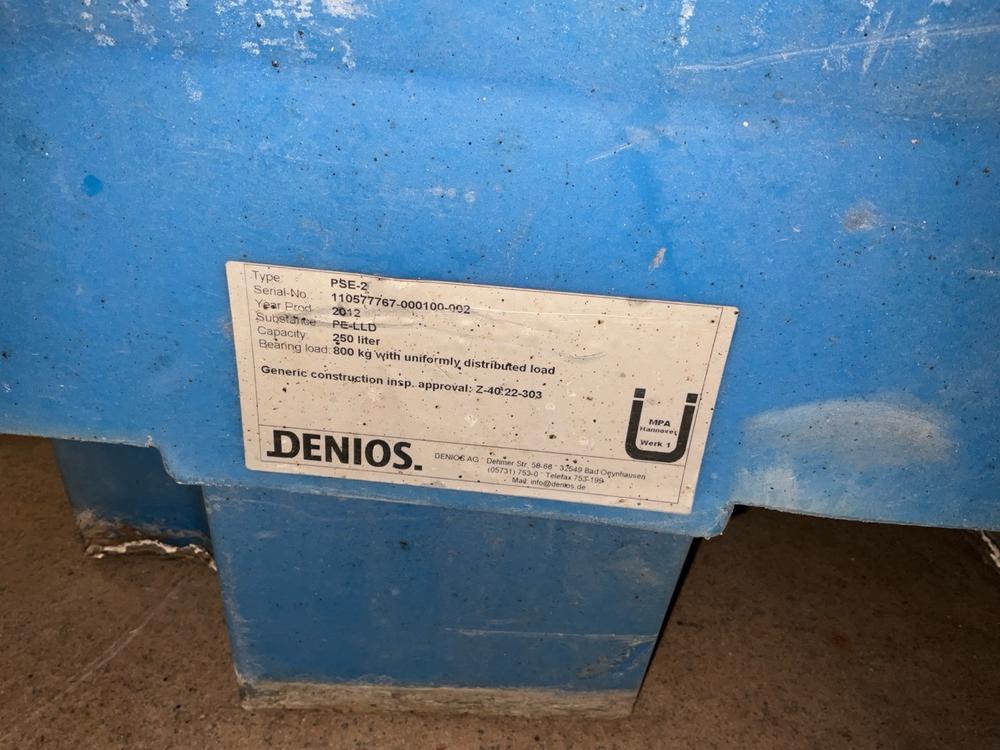 Type: PSE-2
Serial-No.: 110577767-000100-002
Year Prod. 2012
Substance: PE-LLD
Capacity: 250 liter
Bearing load: 800 kg with uniformly distributed load
Generic construction insp. approval: Z-40.22-303
MPA
Hannover
Werk 1
DENIOS.
DENIOS AG · Dehmer Str. 58-66 · 32549 Bad Oeynhausen
(05731) 753-0 · Telefax 753-199
Mail: info@denios.de